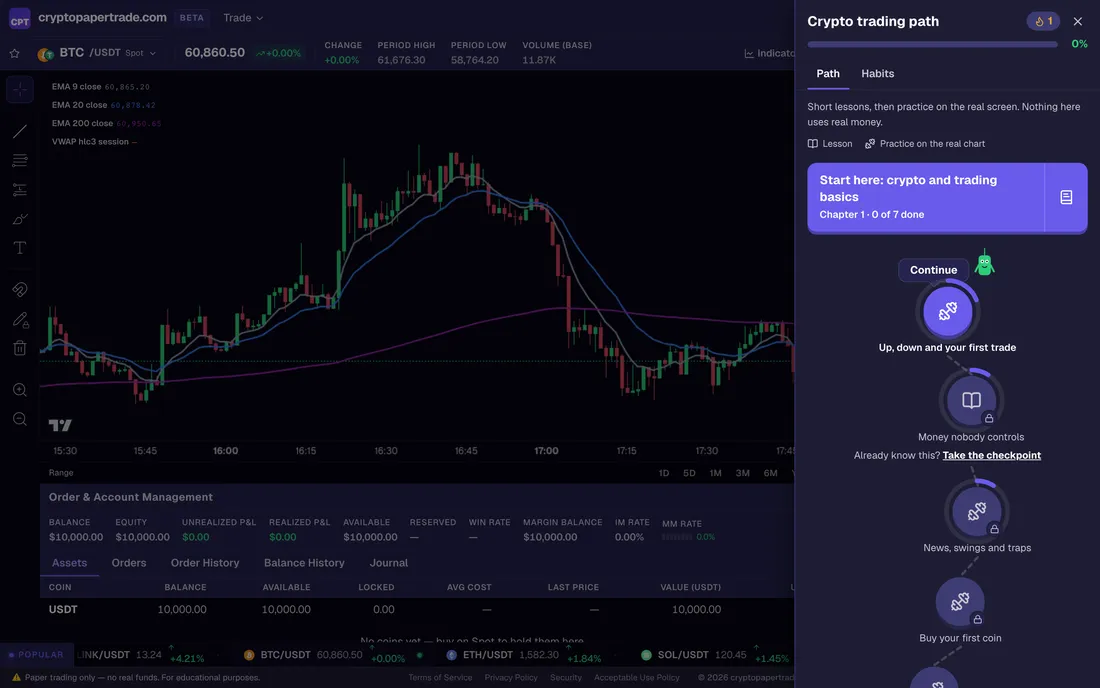 CPT cryptopapertrade.com BETA Trade
BTC /USDT Spot 60,860.50 +0.00%
CHANGE PERIOD HIGH PERIOD LOW VOLUME (BASE)
+0.00% 61,676.30 58,764.20 11.87K
Indicato
EMA 9 close 60,865.20
EMA 20 close 60,878.42
EMA 200 close 60,950.65
VWAP hlc3 session –
15:30 15:45 16:00 16:15 16:30 16:45 17:00 17:15 17:30 17:45
Range 1D 5D 1M 3M 6M
Order & Account Management
BALANCE EQUITY UNREALIZED P&L REALIZED P&L AVAILABLE RESERVED WIN RATE MARGIN BALANCE IM RATE MM RATE
$10,000.00 $10,000.00 $0.00 $0.00 $10,000.00 — — $10,000.00 0.00% 0.0%
Assets Orders Order History Balance History Journal
COIN BALANCE AVAILABLE LOCKED AVG COST LAST PRICE VALUE (USDT) U
USDT 10,000.00 10,000.00 0.00 — — 10,000.00
No coins yet — buy on Spot to hold them here
POPULAR INK/USDT 13.24 +4.21% BTC/USDT 60,860.50 +0.00% ETH/USDT 1,582.30 +1.84% SOL/USDT 120.45 +1.45%
Paper trading only — no real funds. For educational purposes. Terms of Service Privacy Policy Security Acceptable Use Policy © 2026 cryptopapertrad
Crypto trading path 1
0%
Path Habits
Short lessons, then practice on the real screen. Nothing here
uses real money.
Lesson Practice on the real chart
Start here: crypto and trading
basics
Chapter 1 · 0 of 7 done
Continue
Up, down and your first trade
Money nobody controls
Already know this? Take the checkpoint
News, swings and traps
Buy your first coin